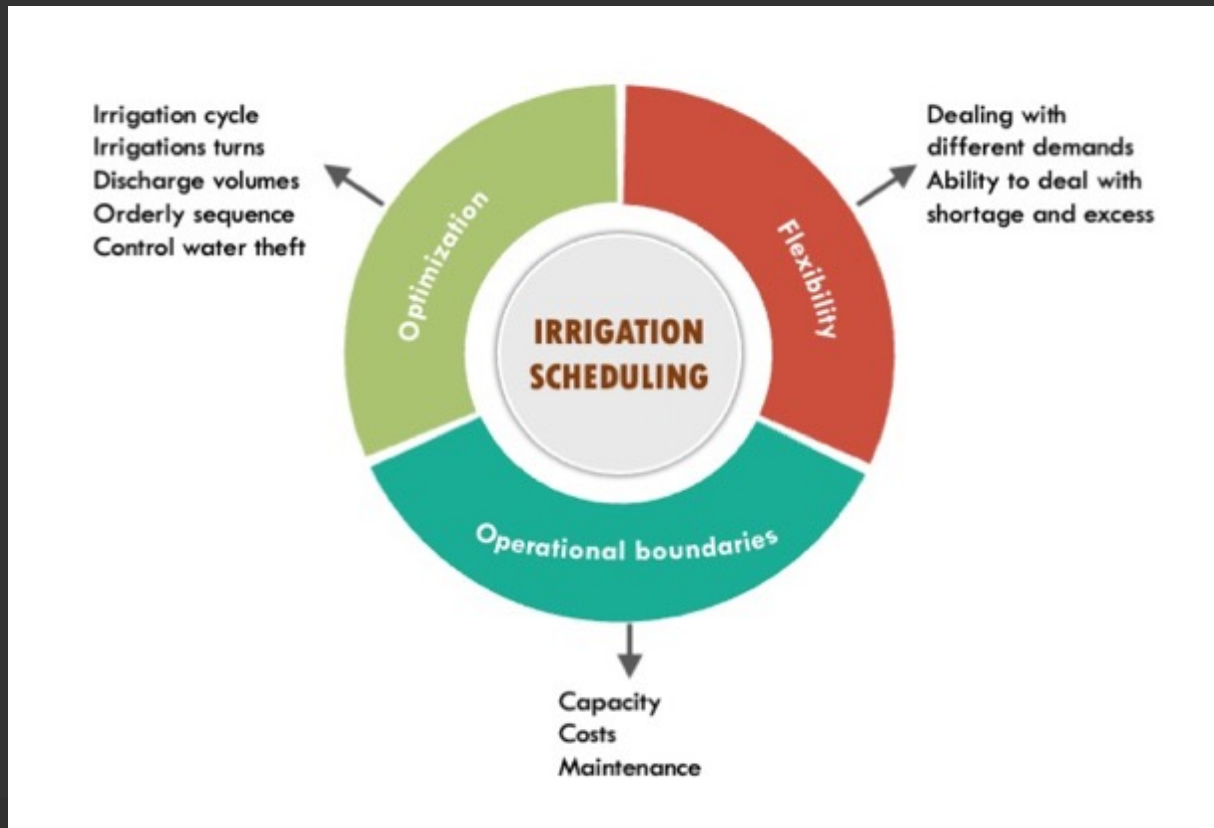 Irrigation cycle
Irrigations turns
Discharge volumes
Orderly sequence
Control water theft
Optimization
Dealing with
different demands
Ability to deal with
shortage and excess
Flexibility
IRRIGATION
SCHEDULING
Operational boundaries
Capacity
Costs
Maintenance